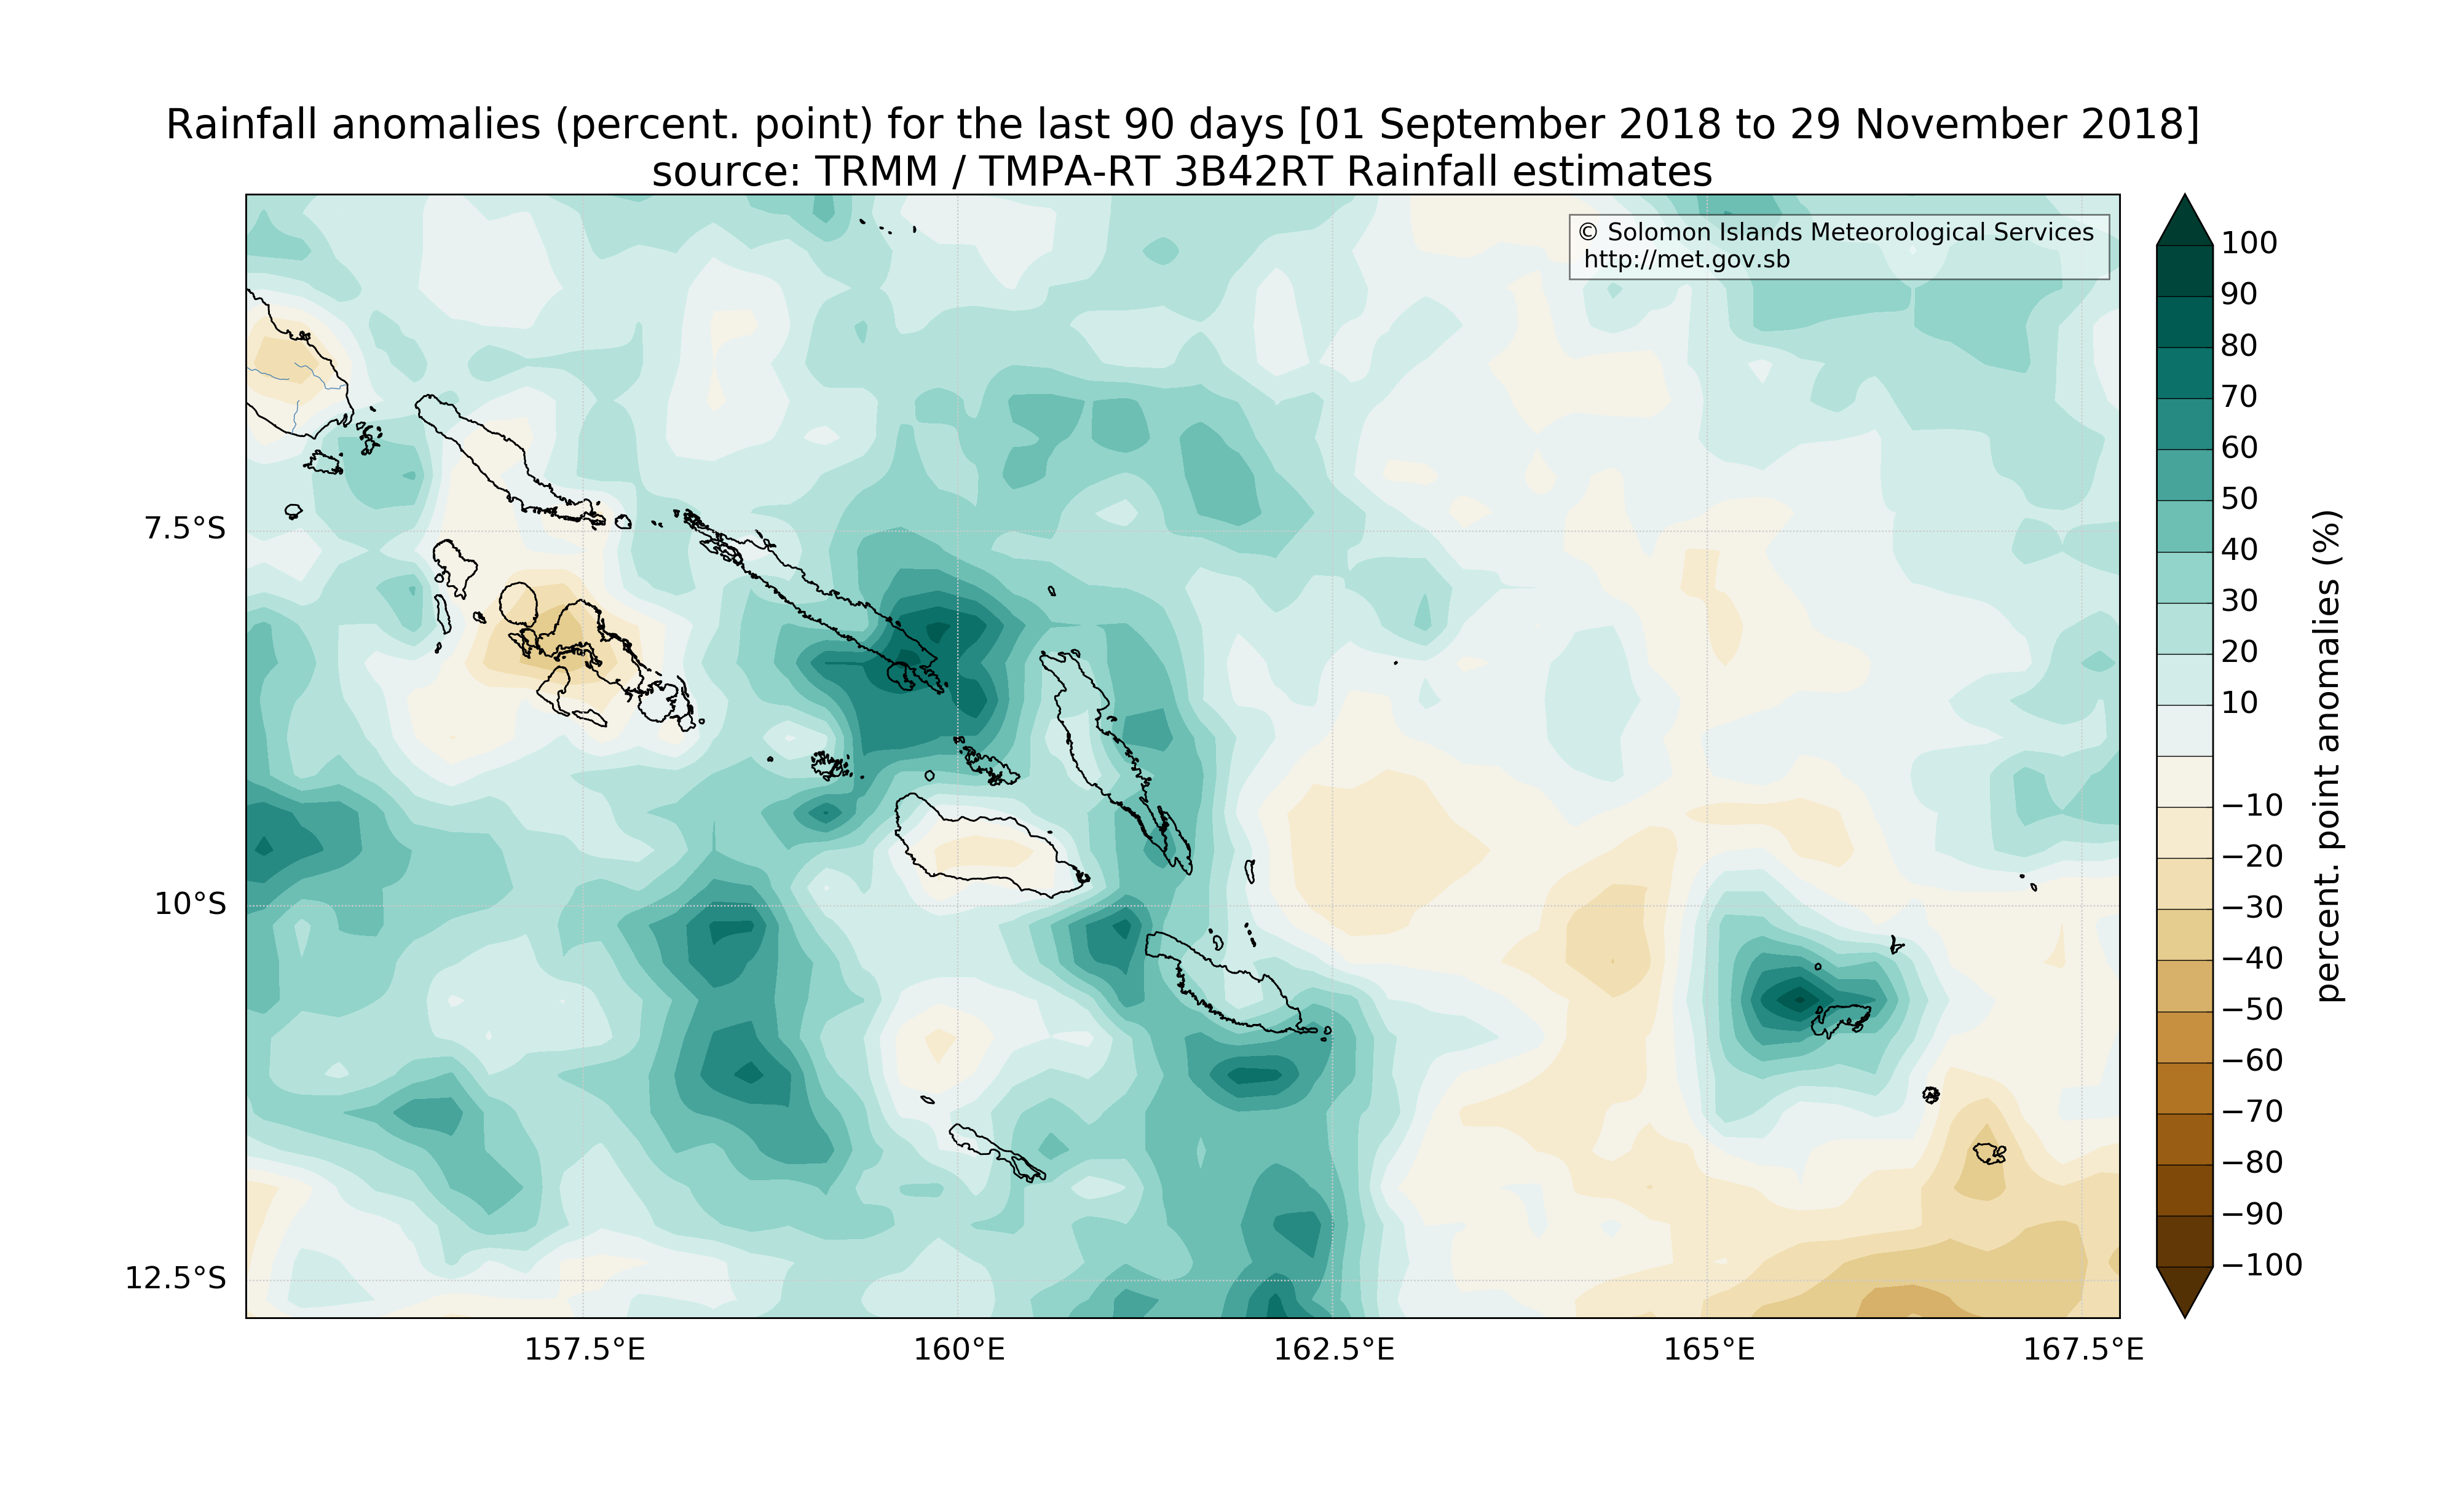 Rainfall anomalies (percent. point) for the last 90 days [01 September 2018 to 29 November 2018]
source: TRMM / TMPA-RT 3B42RT Rainfall estimates
© Solomon Islands Meteorological Services
http://met.gov.sb
7.5°S
10°S
12.5°S
157.5°E
160°E
162.5°E
165°E
167.5°E
100
90
80
70
60
50
40
30
20
10
−10
−20
−30
−40
−50
−60
−70
−80
−90
−100
percent. point anomalies (%)